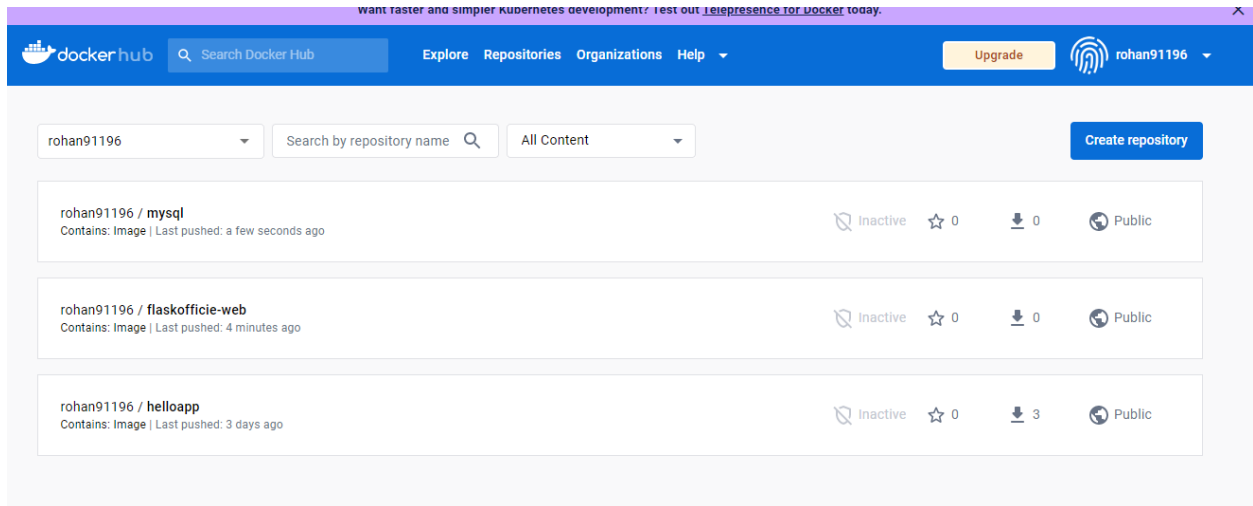 Want faster and simpler Kubernetes development? Test out Telepresence for Docker today.
dockerhub Search Docker Hub Explore Repositories Organizations Help Upgrade rohan91196
rohan91196 Search by repository name All Content Create repository
rohan91196 / mysql
Contains: Image | Last pushed: a few seconds ago
Inactive 0 0 Public
rohan91196 / flaskofficie-web
Contains: Image | Last pushed: 4 minutes ago
Inactive 0 0 Public
rohan91196 / helloapp
Contains: Image | Last pushed: 3 days ago
Inactive 0 3 Public